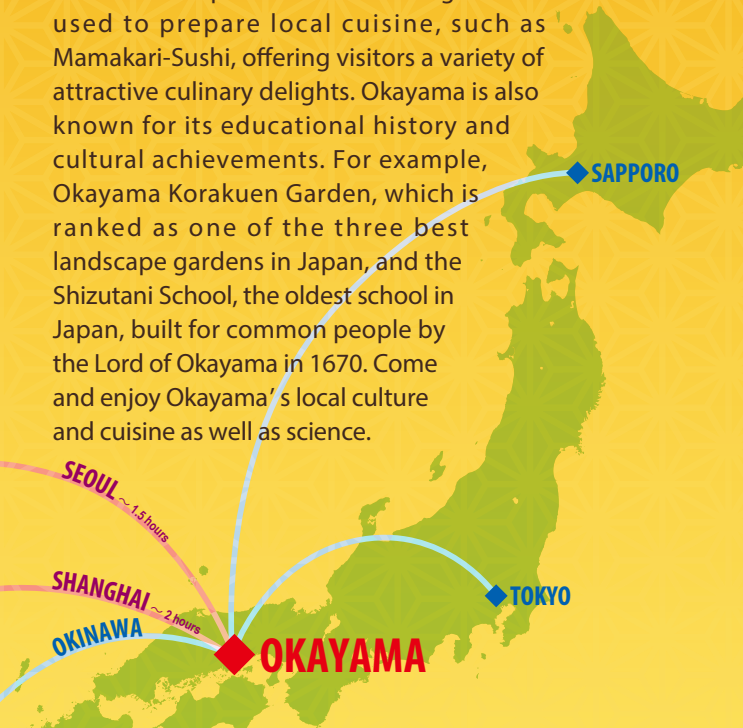 used to prepare local cuisine, such as
Mamakari-Sushi, offering visitors a variety of
attractive culinary delights. Okayama is also
known for its educational history and
cultural achievements. For example,
Okayama Korakuen Garden, which is
ranked as one of the three best
landscape gardens in Japan, and the
Shizutani School, the oldest school in
Japan, built for common people by
the Lord of Okayama in 1670. Come
and enjoy Okayama's local culture
and cuisine as well as science.
SAPPORO
SEOUL ~ 1.5 hours
SHANGHAI ~ 2 hours
OKINAWA
TOKYO
OKAYAMA